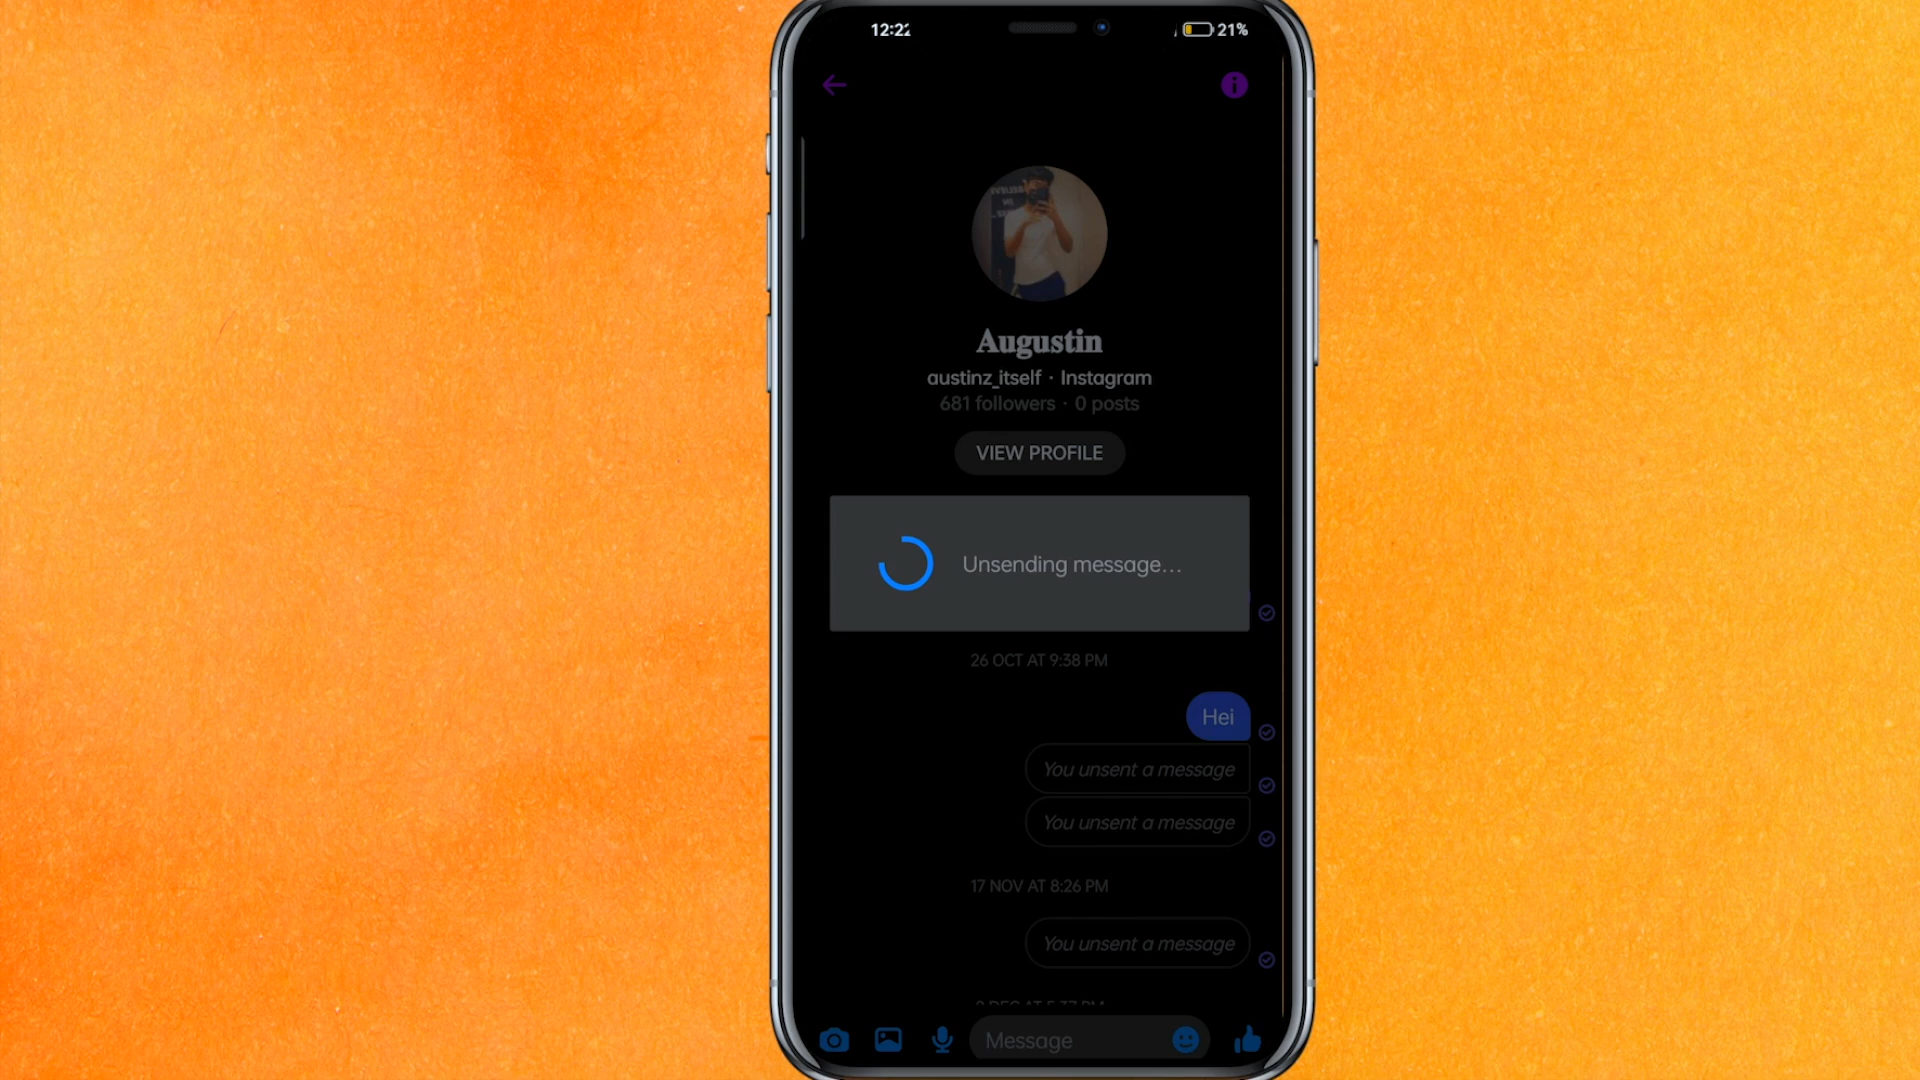 12:22
21%
Augustin
austinz_itself · Instagram
681 followers · 0 posts
VIEW PROFILE
Unsending message...
26 OCT AT 9:38 PM
Hei
You unsent a message
You unsent a message
17 NOV AT 8:26 PM
You unsent a message
Message